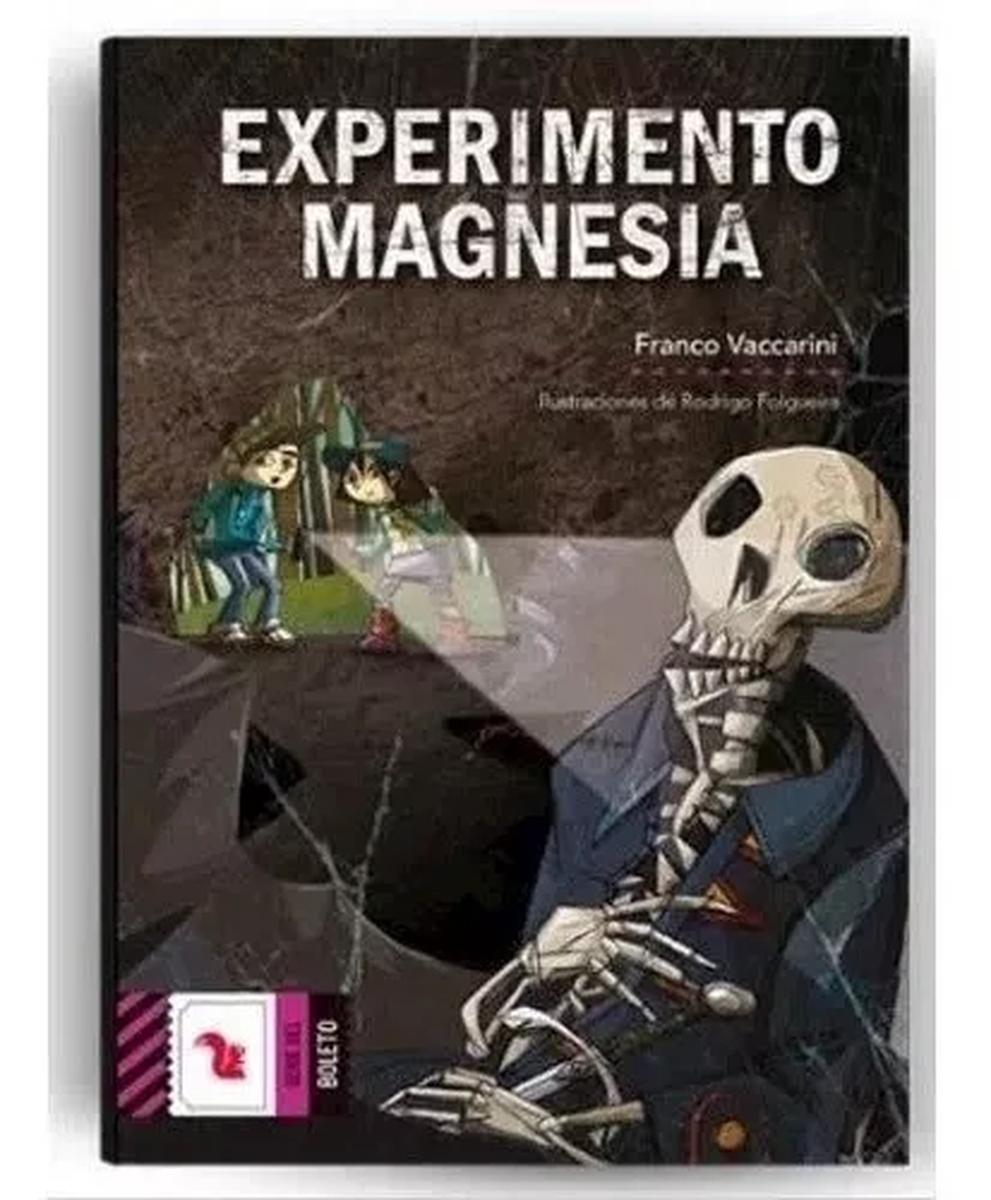 EXPERIMENTO
MAGNESIA
Franco Vaccarini
Ilustraciones de Rodrigo Folgueira
BOLETO